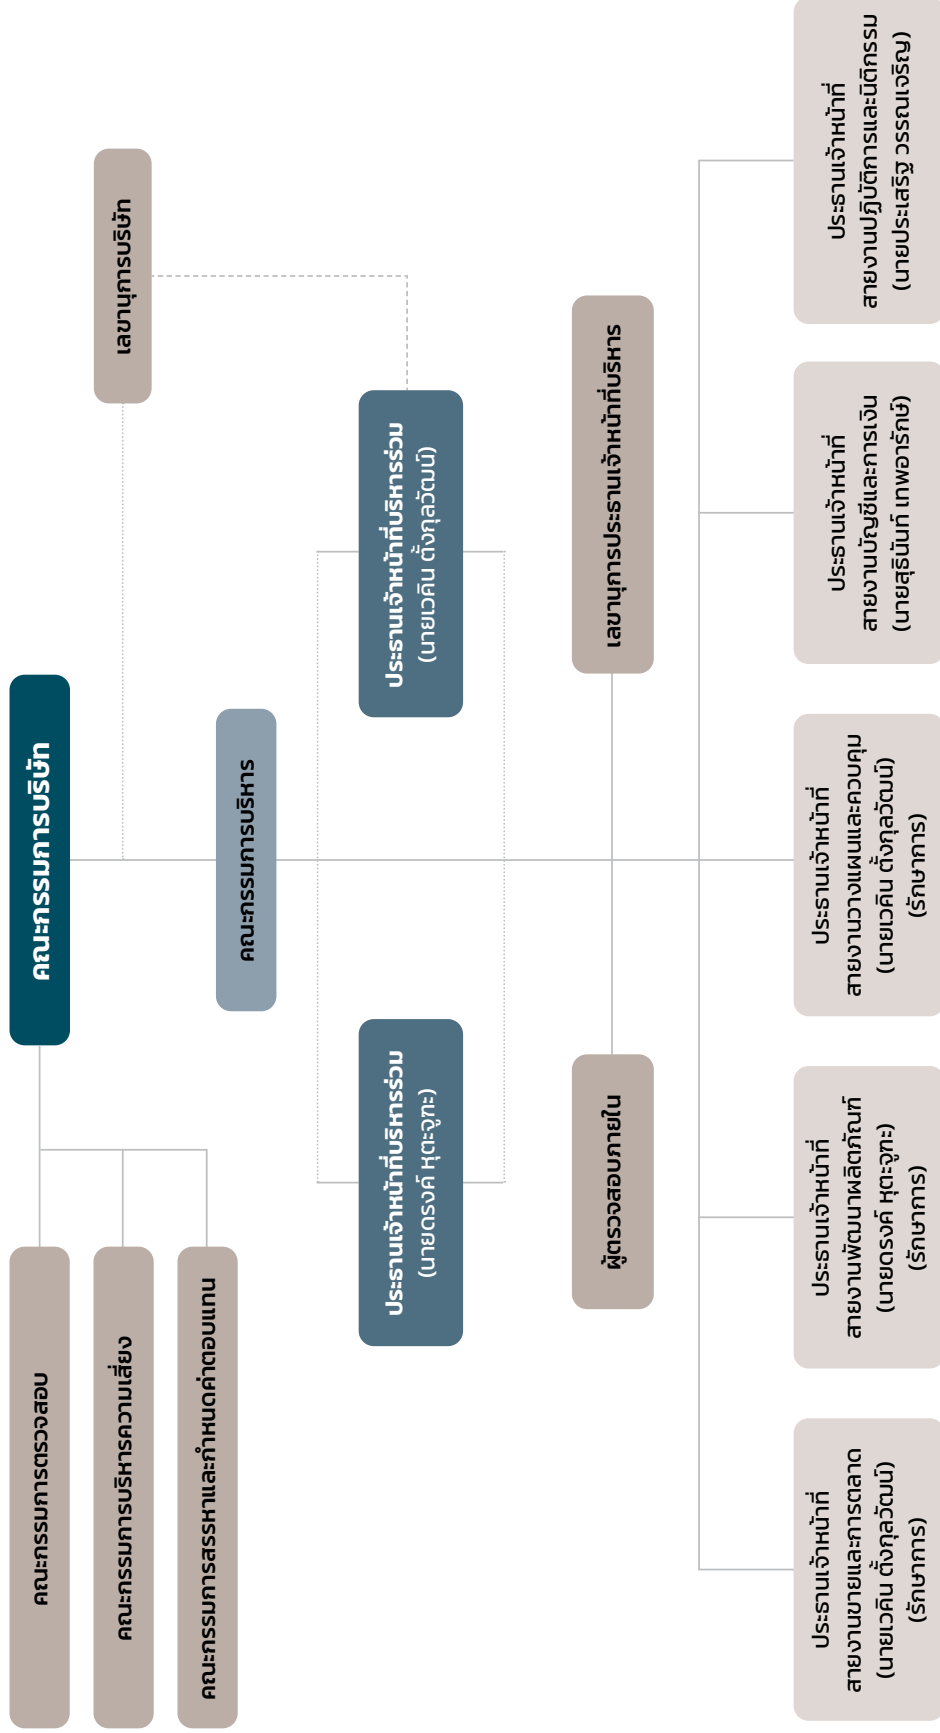 คณะกรรมการบริษัท
คณะกรรมการตรวจสอบ
คณะกรรมการบริหารความเสี่ยง
คณะกรรมการสรรหาและกำหนดค่าตอบแทน
เลขานุการบริษัท
คณะกรรมการบริหาร
ประธานเจ้าหน้าที่บริหารร่วม
(นายดรงค์ หุตะจูฑะ)
ประธานเจ้าหน้าที่บริหารร่วม
(นายเวคิน ตั้งกุลวัฒน์)
ผู้ตรวจสอบภายใน
เลขานุการประธานเจ้าหน้าที่บริหาร
ประธานเจ้าหน้าที่
สายงานขายและการตลาด
(นายเวคิน ตั้งกุลวัฒน์)
(รักษาการ)
ประธานเจ้าหน้าที่
สายงานพัฒนาผลิตภัณฑ์
(นายดรงค์ หุตะจูฑะ)
(รักษาการ)
ประธานเจ้าหน้าที่
สายงานวางแผนและควบคุม
(นายเวคิน ตั้งกุลวัฒน์)
(รักษาการ)
ประธานเจ้าหน้าที่
สายงานบัญชีและการเงิน
(นายสุธินันท์ เทพอารักษ์)
ประธานเจ้าหน้าที่
สายงานปฏิบัติการและนิติกรรม
(นายประเสริฐ วรรณเจริญ)